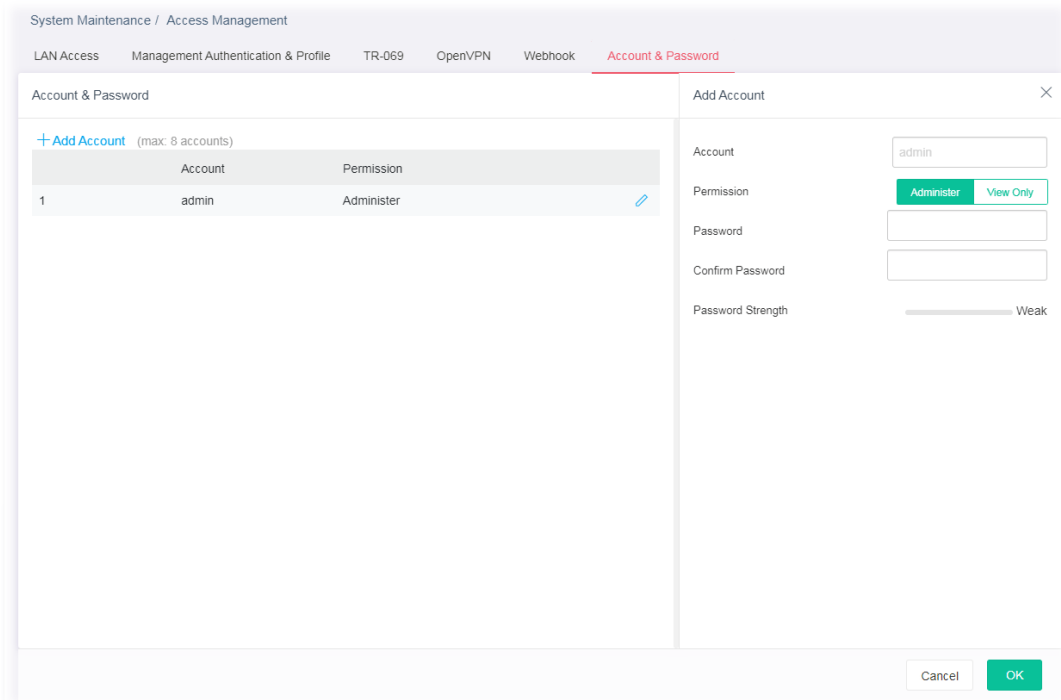 System Maintenance / Access Management
LAN Access Management Authentication & Profile TR-069 OpenVPN Webhook Account & Password
Account & Password
+ Add Account (max: 8 accounts)
Account Permission
1 admin Administer
Add Account
Account admin
Permission Administer View Only
Password
Confirm Password
Password Strength Weak
Cancel OK